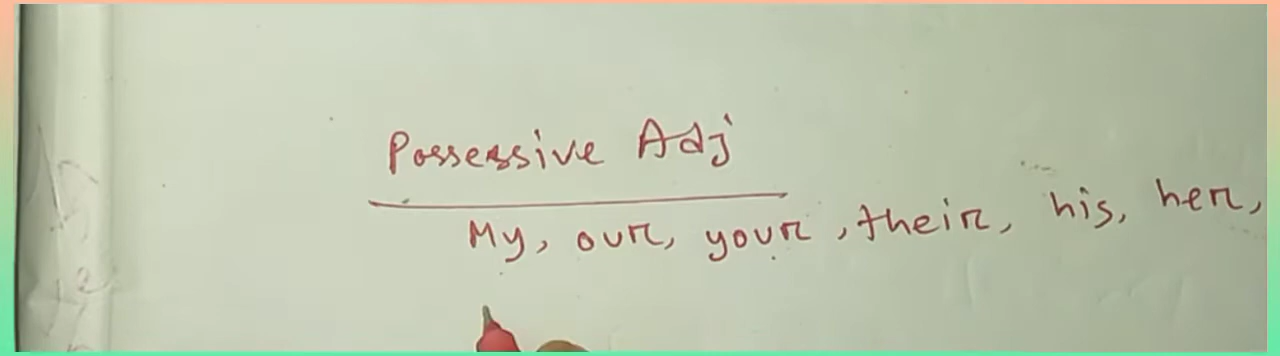 Possessive Adj
My, our, your, their, his, her,